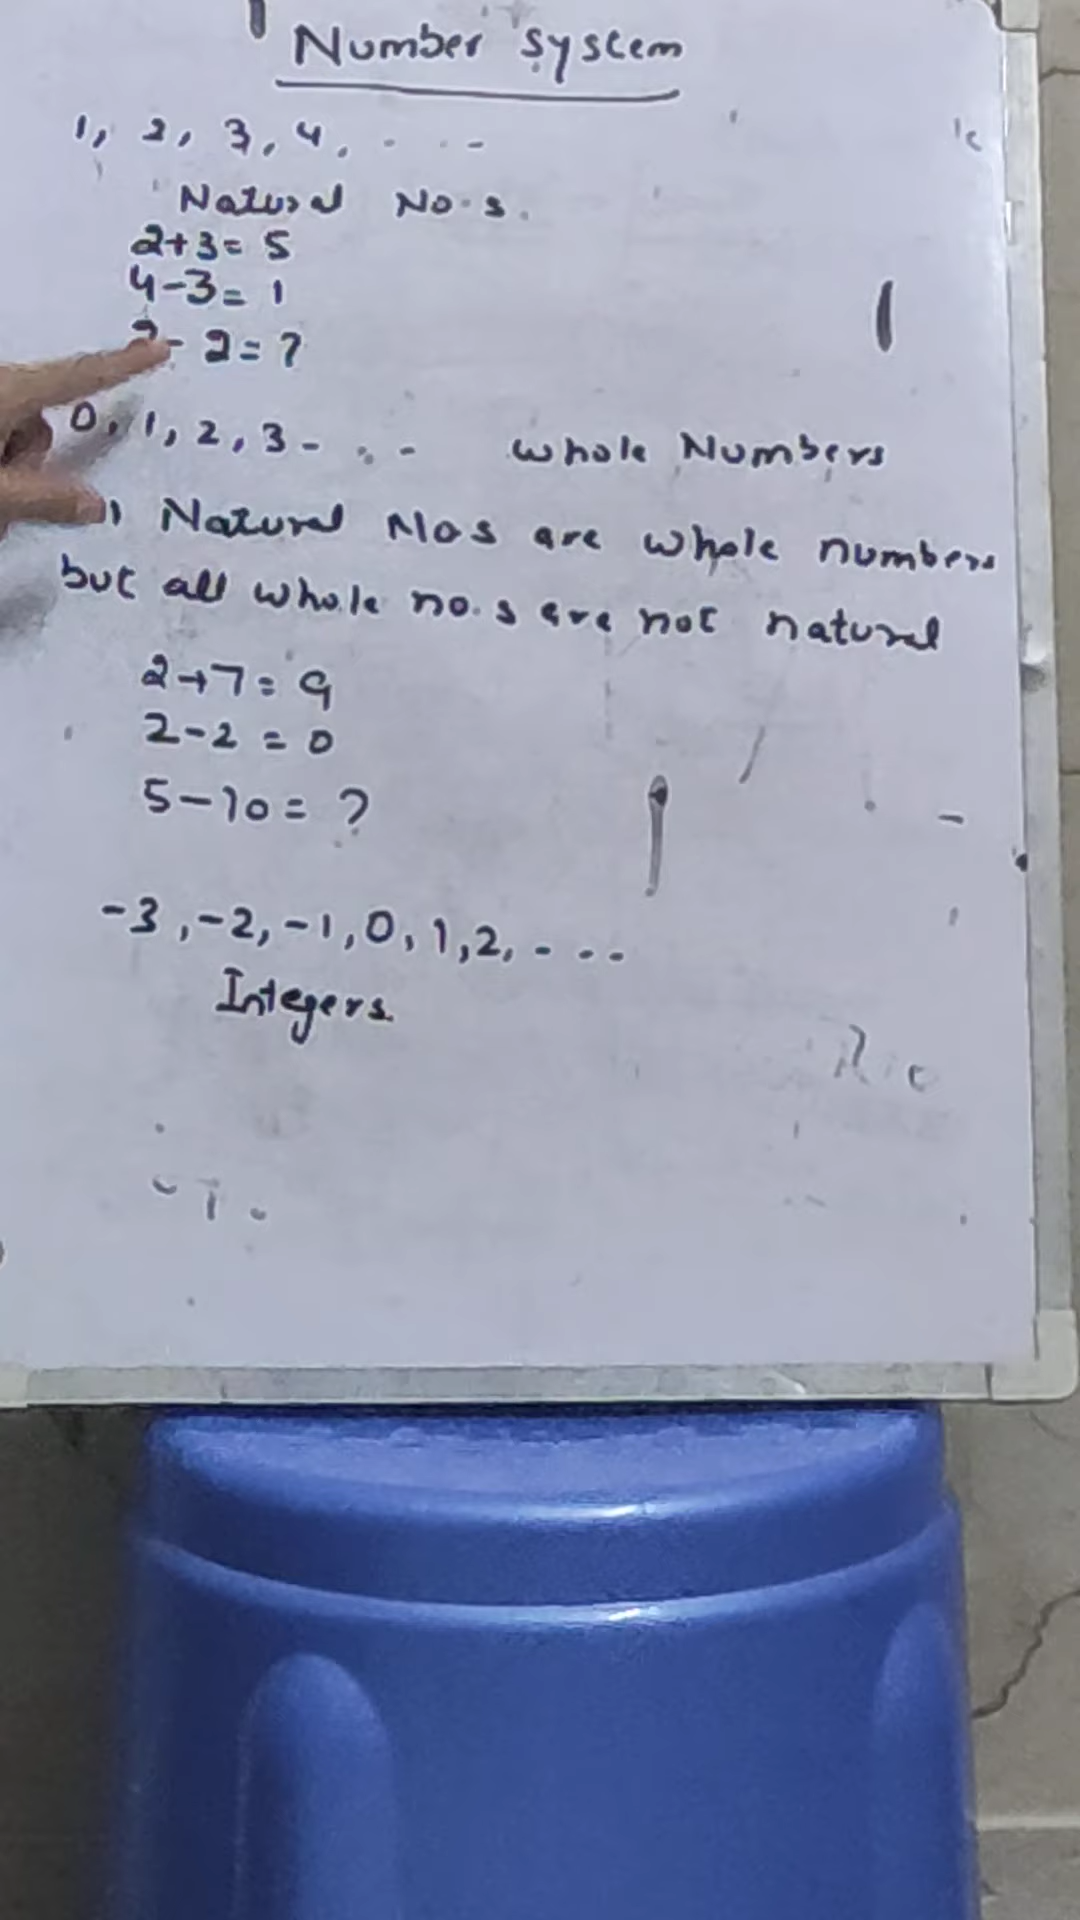 Number system
1, 2, 3, 4, . . -
Natural No.s.
2+3= 5
4-3= 1
- 2= ?
0, 1, 2, 3 - . . - whole Numbers
Natural Nos are whole numbers
but all whole no.s are not natural
2+7= 9
2-2 = 0
5-10= ?
-3, -2, -1, 0, 1, 2, - - - -
Integers.